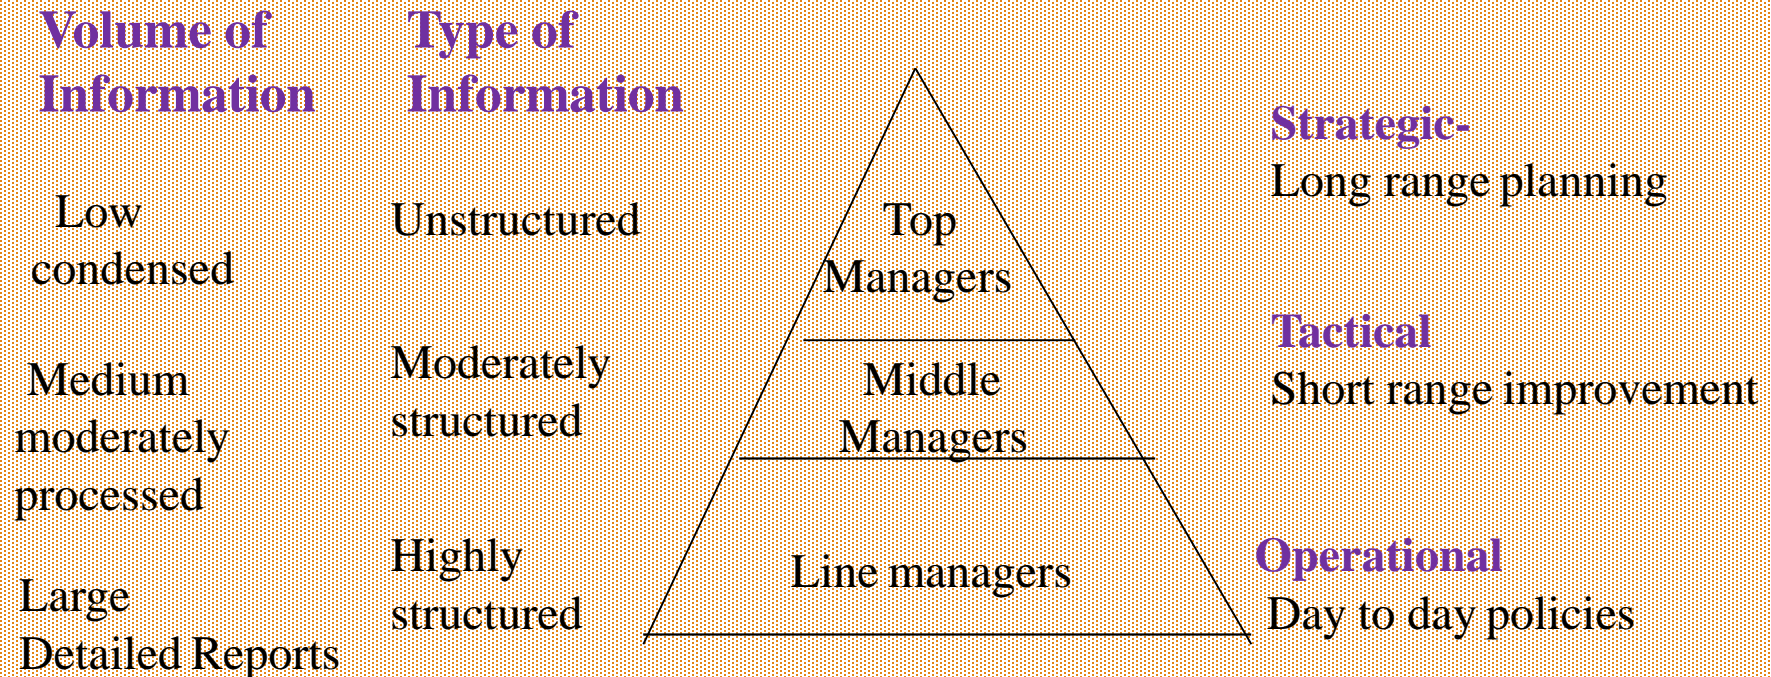 Volume of
Information
Type of
Information
Strategic-
Long range planning
Low
condensed
Unstructured
Top
Managers
Tactical
Short range improvement
Medium
moderately
processed
Moderately
structured
Middle
Managers
Operational
Day to day policies
Large
Detailed Reports
Highly
structured
Line managers